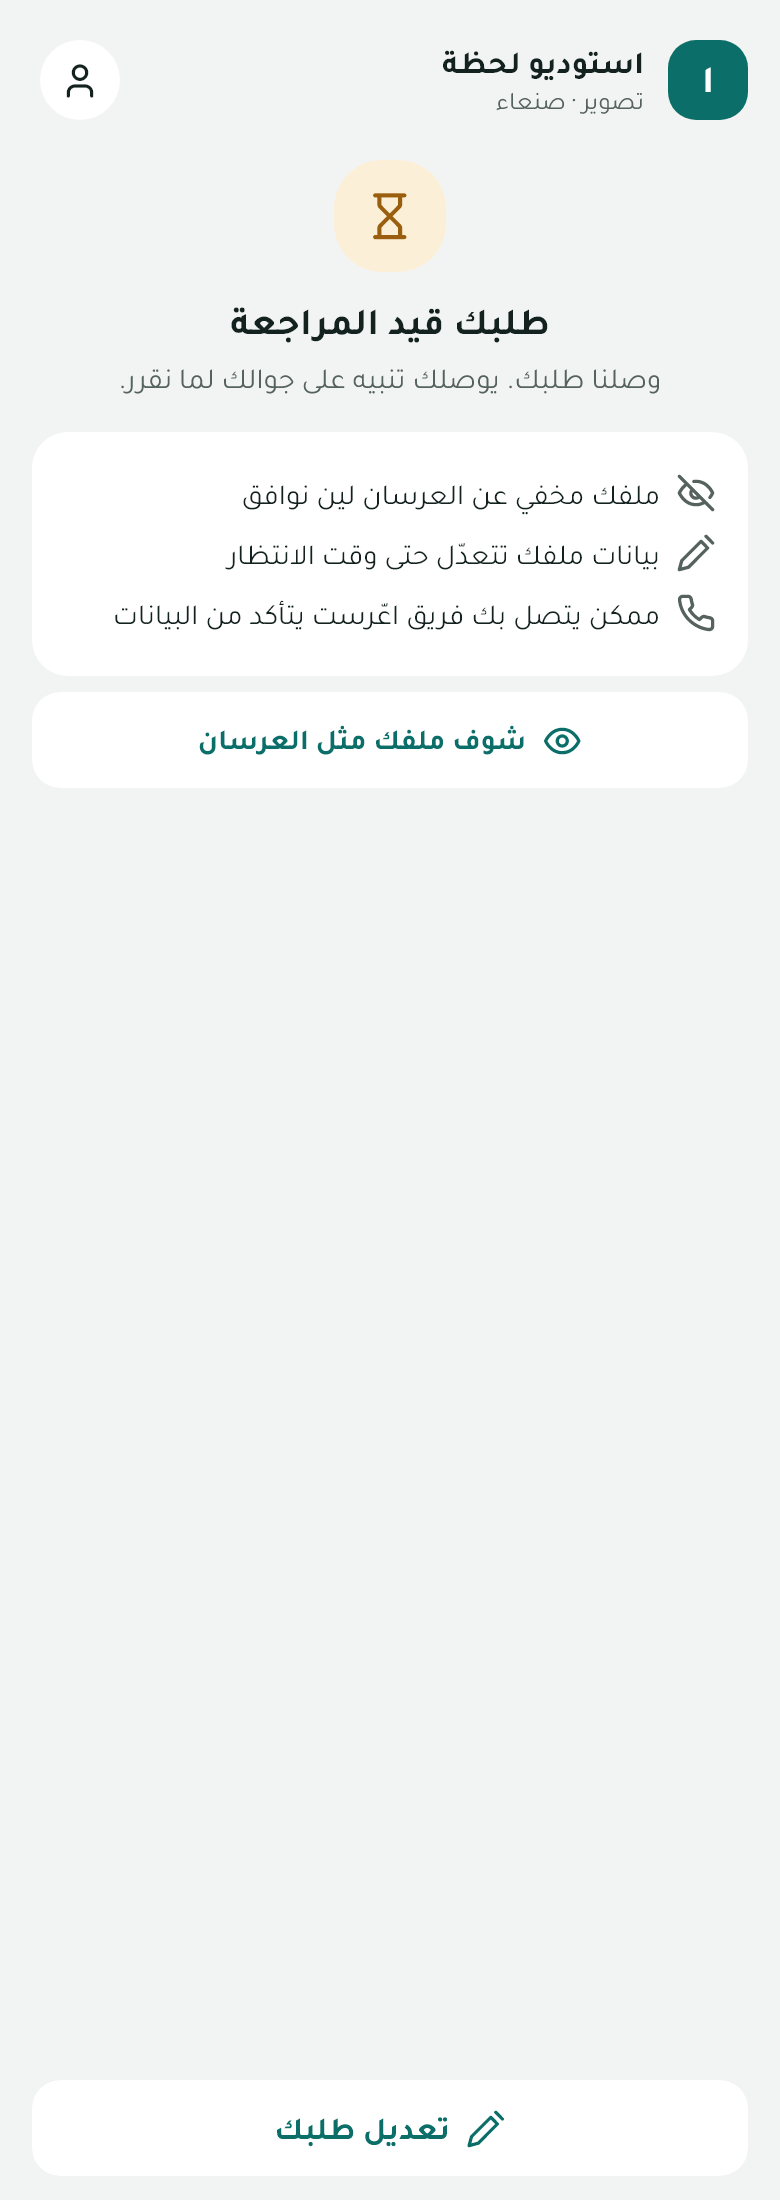 ا
استوديو لحظة
تصوير · صنعاء
طلبك قيد المراجعة
وصلنا طلبك. يوصلك تنبيه على جوالك لما نقرر.
ملفك مخفي عن العرسان لين نوافق
بيانات ملفك تتعدّل حتى وقت الانتظار
ممكن يتصل بك فريق اعّرست يتأكد من البيانات
شوف ملفك مثل العرسان
تعديل طلبك